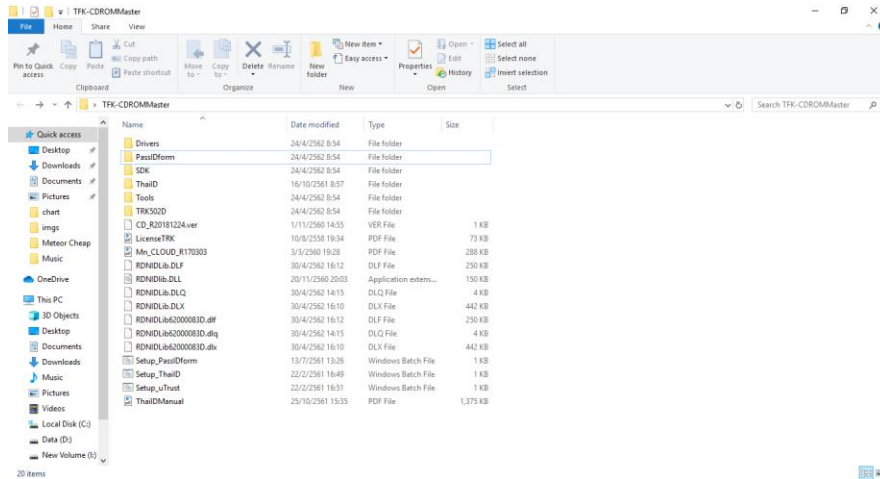 TFK-CDROMMaster
File Home Share View
Pin to Quick access
Copy
Paste
Cut
Copy path
Paste shortcut
Clipboard
Move to
Copy to
Delete
Rename
Organize
New folder
New item
Easy access
New
Properties
Open
Edit
History
Open
Select all
Select none
Invert selection
Select
TFK-CDROMMaster
Search TFK-CDROMMaster
Quick access
Desktop
Downloads
Documents
Pictures
chart
imgs
Meteor Cheap
Music
OneDrive
This PC
3D Objects
Desktop
Documents
Downloads
Music
Pictures
Videos
Local Disk (C:)
Data (D:)
New Volume (I:)
Name Date modified Type Size
Drivers 24/4/2562 8:54 File folder
PassIDform 24/4/2562 8:54 File folder
SDK 24/4/2562 8:54 File folder
ThaiID 16/10/2561 8:57 File folder
Tools 24/4/2562 8:54 File folder
TRK502D 24/4/2562 8:54 File folder
CD_R20181224.ver 1/11/2560 14:55 VER File 1 KB
LicenseTRK 10/8/2558 19:34 PDF File 73 KB
Mn_CLOUD_R170303 3/3/2560 19:28 PDF File 288 KB
RDNIDLib.DLF 30/4/2562 16:12 DLF File 250 KB
RDNIDlib.DLL 20/11/2560 20:03 Application extens... 150 KB
RDNIDLib.DLQ 30/4/2562 14:15 DLQ File 4 KB
RDNIDLib.DLX 30/4/2562 16:10 DLX File 442 KB
RDNIDLib62000083D.dlf 30/4/2562 16:12 DLF File 250 KB
RDNIDLib62000083D.dlq 30/4/2562 14:15 DLQ File 4 KB
RDNIDLib62000083D.dlx 30/4/2562 16:10 DLX File 442 KB
Setup_PassIDform 13/7/2561 13:26 Windows Batch File 1 KB
Setup_ThaiID 22/2/2561 16:49 Windows Batch File 1 KB
Setup_uTrust 22/2/2561 16:51 Windows Batch File 1 KB
ThaiIDManual 25/10/2561 15:35 PDF File 1,375 KB
20 items